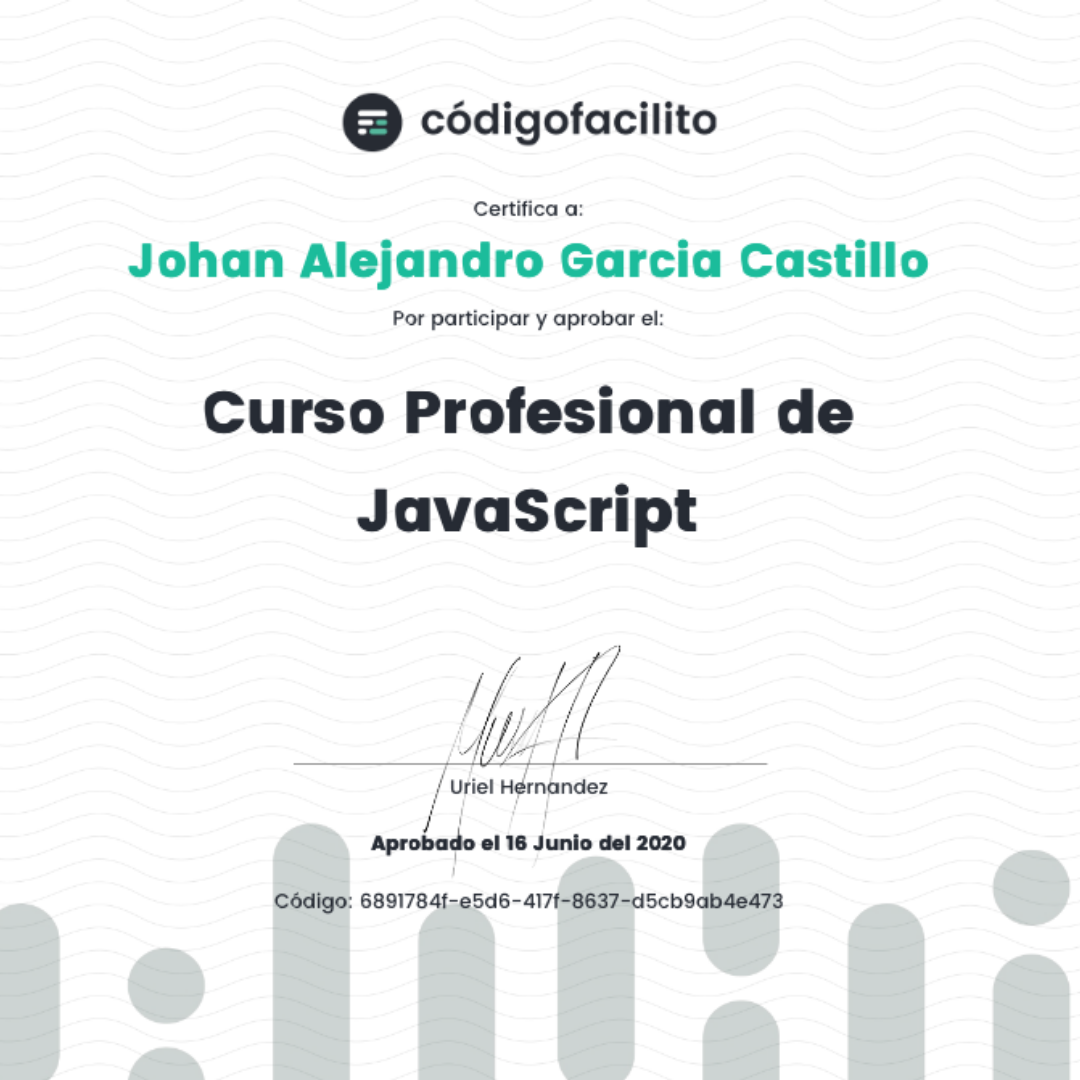 códigofacilito
Certifica a:
Johan Alejandro Garcia Castillo
Por participar y aprobar el:
Curso Profesional de
JavaScript
Uriel Hernandez
Aprobado el 16 Junio del 2020
Código: 6891784f-e5d6-417f-8637-d5cb9ab4e473